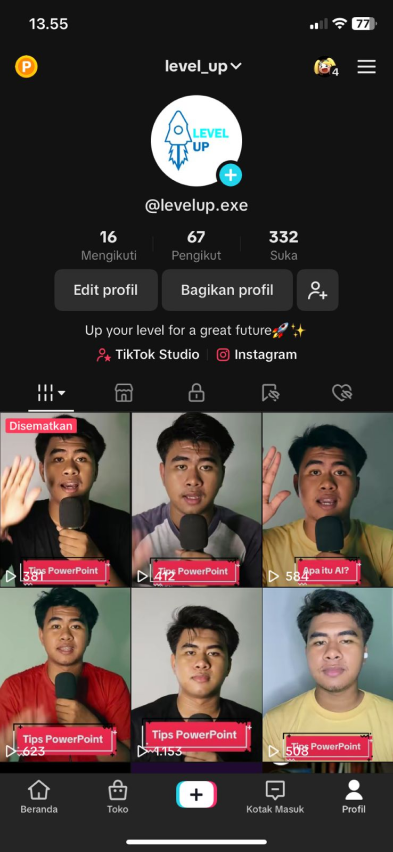 13.55
77
P
level_up
4
LEVEL
UP
@levelup.exe
16 67 332
Mengikuti Pengikut Suka
Edit profil Bagikan profil
Up your level for a great future🚀✨
TikTok Studio Instagram
Disematkan
Tips PowerPoint Tips PowerPoint Apa itu AI?
381 412 584
Tips PowerPoint Tips PowerPoint Tips PowerPoint
623 1.153 508
Beranda Toko Kotak Masuk Profil